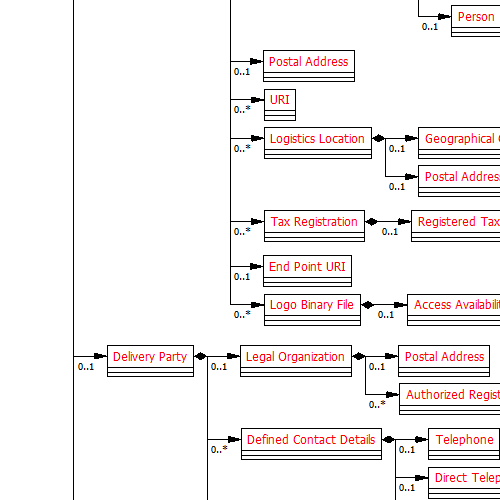 Person
0..1
Postal Address
0..1
URI
0..*
Logistics Location
0..*
Geographical
0..1
Postal Address
0..1
Tax Registration
0..*
Registered Tax
0..1
End Point URI
0..1
Logo Binary File
0..*
Access Availabilit
0..1
Delivery Party
0..1
Legal Organization
0..1
Postal Address
0..1
Authorized Regist
0..*
Defined Contact Details
0..*
Telephone
0..1
Direct Telep
0..1